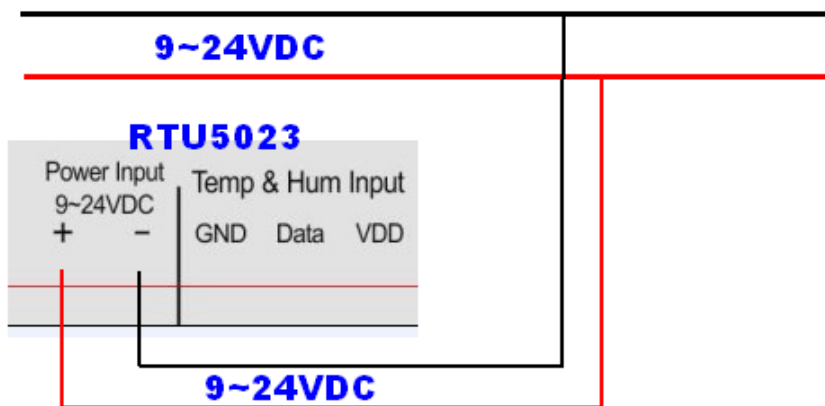 9~24VDC
RTU5023
Power Input
9~24VDC
+ -
Temp & Hum Input
GND Data VDD
9~24VDC